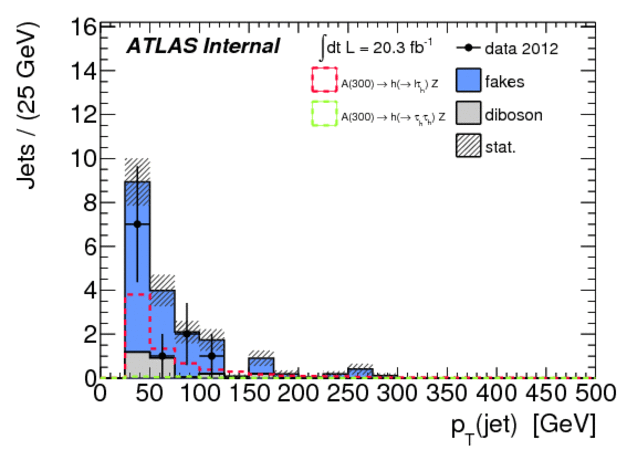 ATLAS Internal
∫dt L = 20.3 fb⁻¹
data 2012
A(300) → h(→ lτₕ) Z
fakes
A(300) → h(→ τₕτₕ) Z
diboson
stat.
Jets / (25 GeV)
16
14
12
10
8
6
4
2
0
0 50 100 150 200 250 300 350 400 450 500
p_T(jet) [GeV]